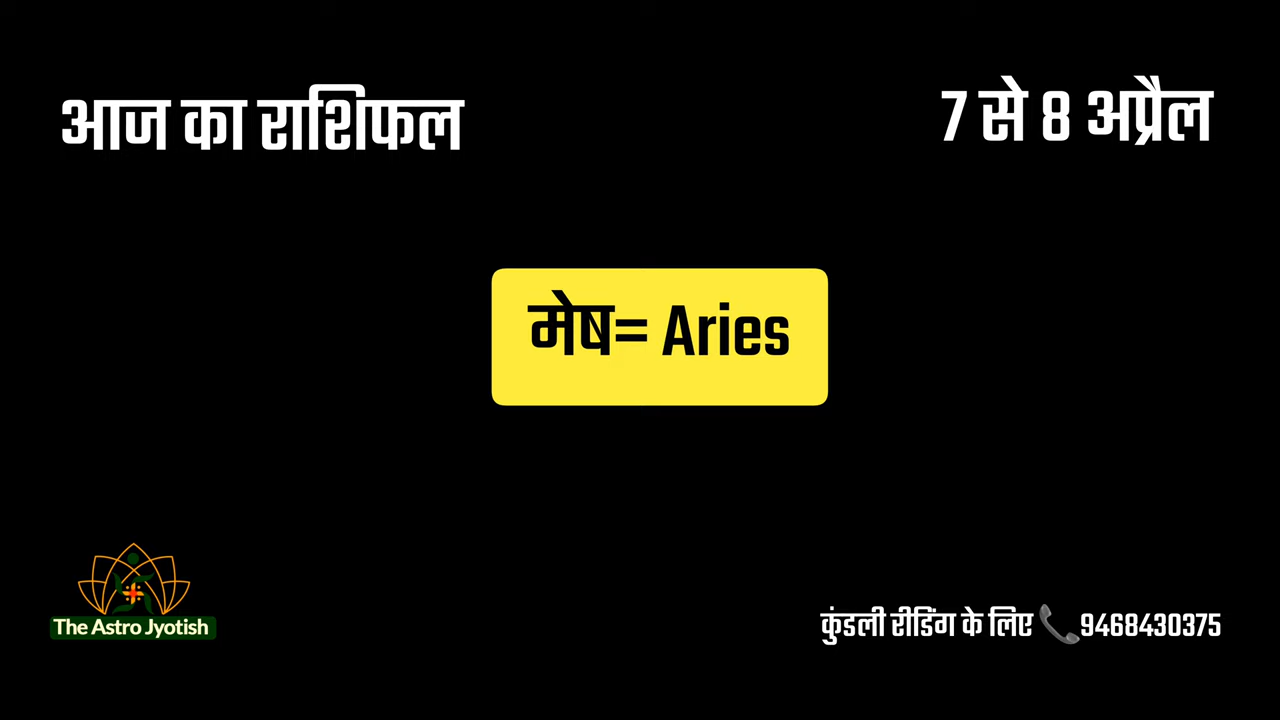 आज का राशिफल
7 से 8 अप्रैल
मेष= Aries
The Astro Jyotish
कुंडली रीडिंग के लिए 📞9468430375